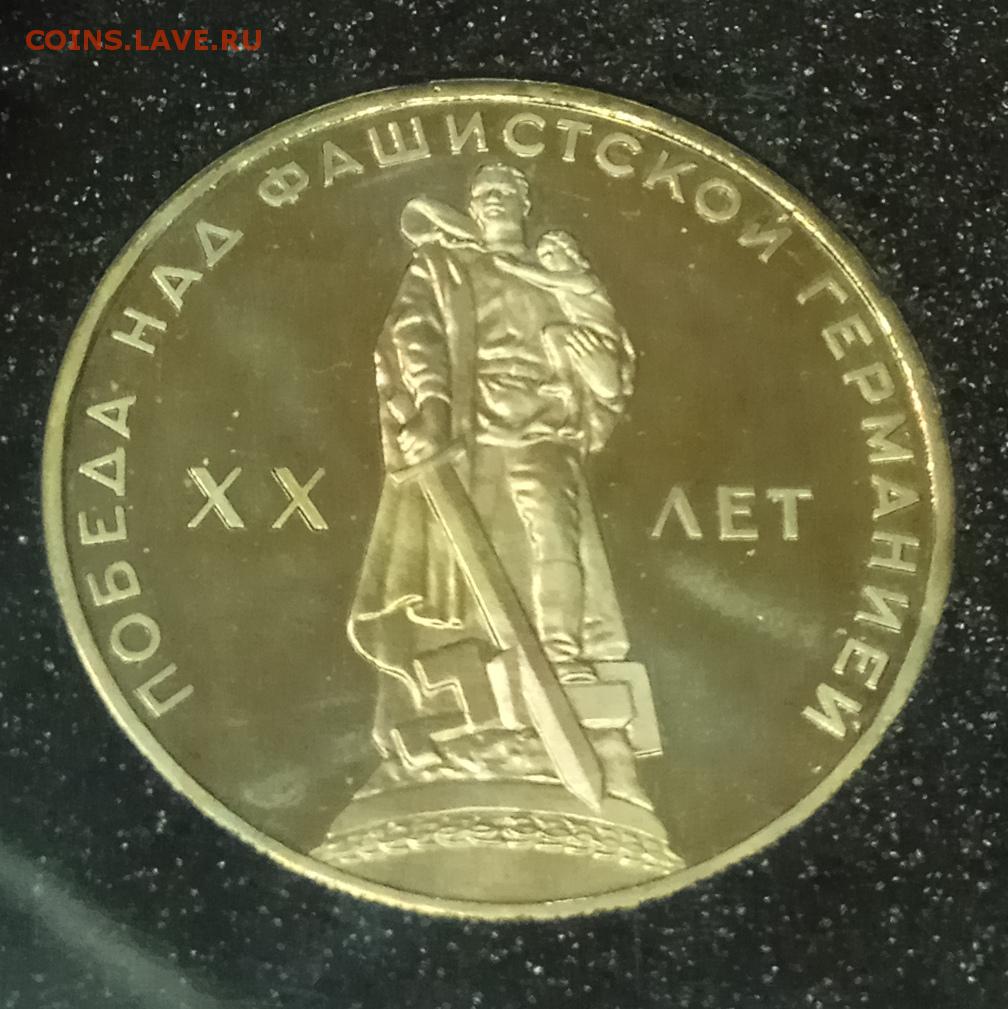 COINS.LAVE.RU
ПОБЕДА НАД ФАШИСТСКОЙ ГЕРМАНИЕЙ
XX ЛЕТ